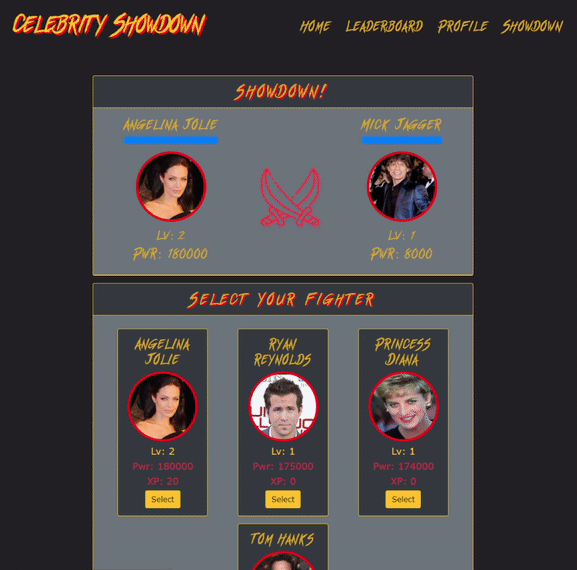 Celebrity Showdown
Home Leaderboard Profile Showdown
Showdown!
Angelina Jolie
Mick Jagger
Lv: 2
Lv: 1
Pwr: 180000
Pwr: 8000
Select Your Fighter
Angelina
Jolie
Lv: 2
Pwr: 180000
XP: 20
Select
Ryan
Reynolds
Lv: 1
Pwr: 175000
XP: 0
Select
Princess
Diana
Lv: 1
Pwr: 174000
XP: 0
Select
Tom Hanks